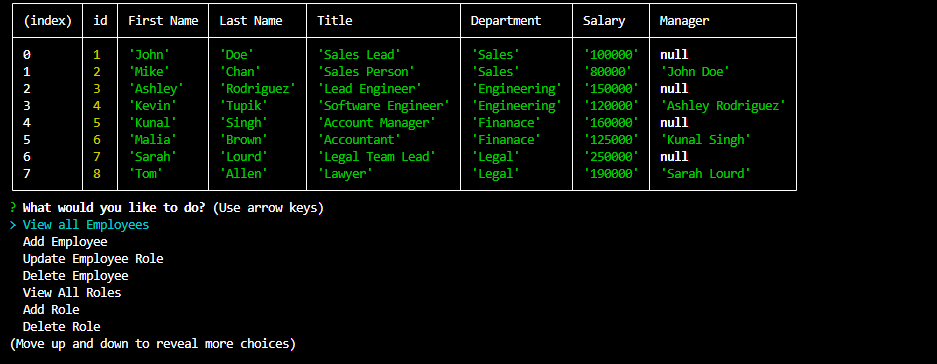 (index) id First Name Last Name Title Department Salary Manager
0 1 'John' 'Doe' 'Sales Lead' 'Sales' '100000' null
1 2 'Mike' 'Chan' 'Sales Person' 'Sales' '80000' 'John Doe'
2 3 'Ashley' 'Rodriguez' 'Lead Engineer' 'Engineering' '150000' null
3 4 'Kevin' 'Tupik' 'Software Engineer' 'Engineering' '120000' 'Ashley Rodriguez'
4 5 'Kunal' 'Singh' 'Account Manager' 'Finanace' '160000' null
5 6 'Malia' 'Brown' 'Accountant' 'Finanace' '125000' 'Kunal Singh'
6 7 'Sarah' 'Lourd' 'Legal Team Lead' 'Legal' '250000' null
7 8 'Tom' 'Allen' 'Lawyer' 'Legal' '190000' 'Sarah Lourd'
? What would you like to do? (Use arrow keys)
> View all Employees
Add Employee
Update Employee Role
Delete Employee
View All Roles
Add Role
Delete Role
(Move up and down to reveal more choices)